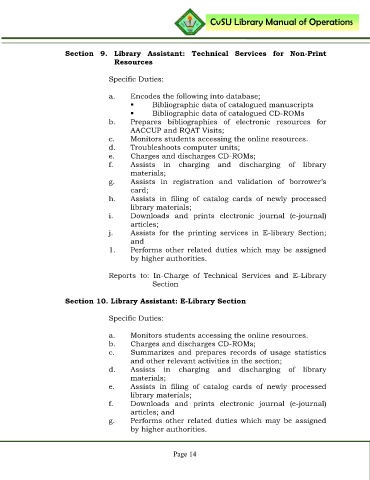 CvSU Library Manual of Operations
Section 9. Library Assistant: Technical Services for Non-Print
Resources
Specific Duties:
a. Encodes the following into database;
▪ Bibliographic data of catalogued manuscripts
▪ Bibliographic data of catalogued CD-ROMs
b. Prepares bibliographies of electronic resources for
AACCUP and RQAT Visits;
c. Monitors students accessing the online resources.
d. Troubleshoots computer units;
e. Charges and discharges CD-ROMs;
f. Assists in charging and discharging of library
materials;
g. Assists in registration and validation of borrower's
card;
h. Assists in filing of catalog cards of newly processed
library materials;
i. Downloads and prints electronic journal (e-journal)
articles;
j. Assists for the printing services in E-library Section;
and
1. Performs other related duties which may be assigned
by higher authorities.
Reports to: In-Charge of Technical Services and E-Library
Section
Section 10. Library Assistant: E-Library Section
Specific Duties:
a. Monitors students accessing the online resources.
b. Charges and discharges CD-ROMs;
c. Summarizes and prepares records of usage statistics
and other relevant activities in the section;
d. Assists in charging and discharging of library
materials;
e. Assists in filing of catalog cards of newly processed
library materials;
f. Downloads and prints electronic journal (e-journal)
articles; and
g. Performs other related duties which may be assigned
by higher authorities.
Page 14